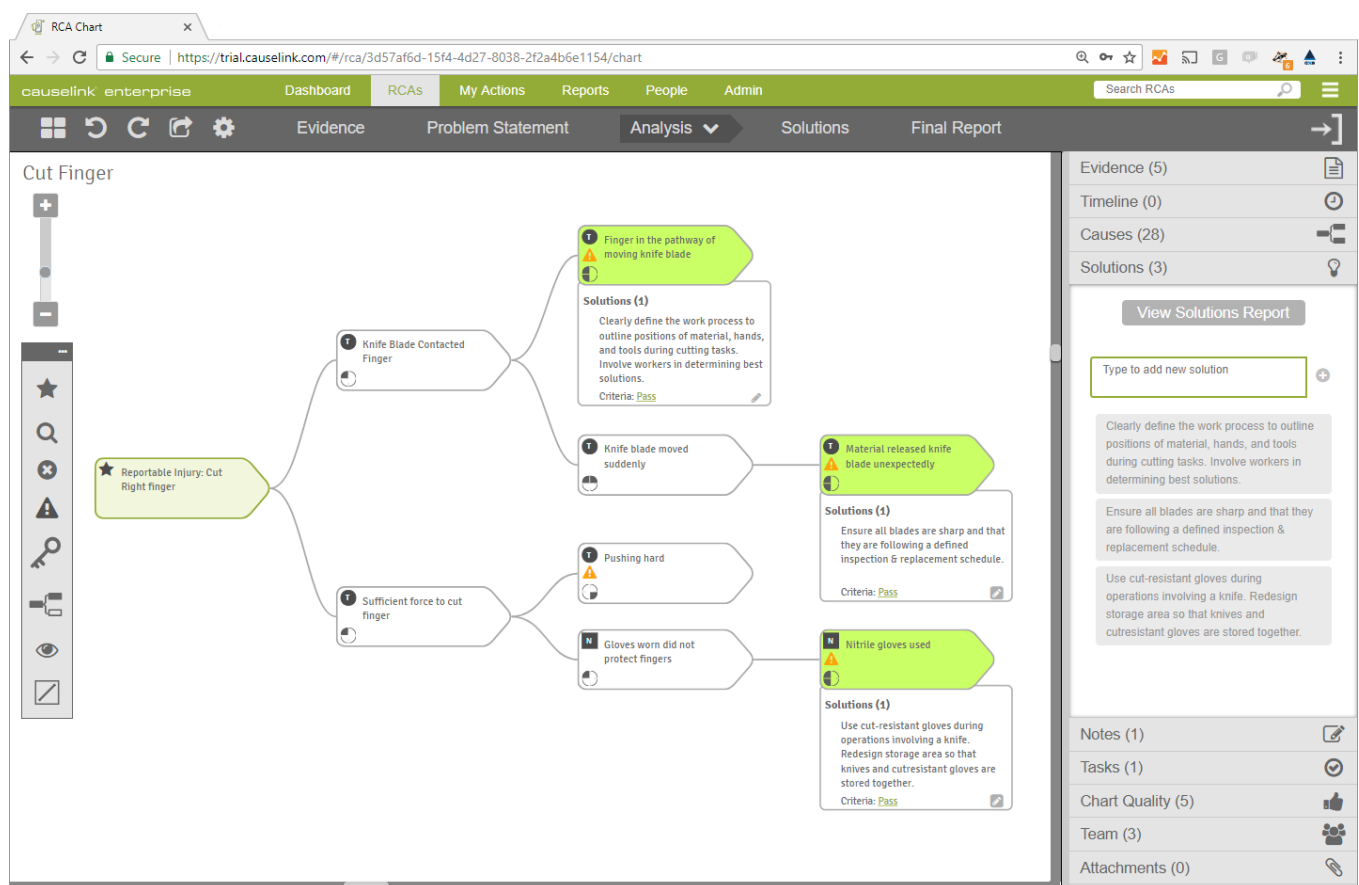 RCA Chart
Secure
https://trial.causelink.com/#/rca/3d57af6d-15f4-4d27-8038-2f2a4b6e1154/chart
G
6
causelink enterprise
Dashboard
RCAs
My Actions
Reports
People
Admin
Search RCAs
Evidence
Problem Statement
Analysis
Solutions
Final Report
Cut Finger
Reportable Injury: Cut
Right finger
T
Knife Blade Contacted
Finger
T
Sufficient force to cut
finger
T
Finger in the pathway of
moving knife blade
Solutions (1)
Clearly define the work process to
outline positions of material, hands,
and tools during cutting tasks.
Involve workers in determining best
solutions.
Criteria: Pass
T
Knife blade moved
suddenly
T
Material released knife
blade unexpectedly
Solutions (1)
Ensure all blades are sharp and that
they are following a defined
inspection & replacement schedule.
Criteria: Pass
T
Pushing hard
N
Gloves worn did not
protect fingers
N
Nitrile gloves used
Solutions (1)
Use cut-resistant gloves during
operations involving a knife.
Redesign storage area so that
knives and cutresistant gloves are
stored together.
Criteria: Pass
Evidence (5)
Timeline (0)
Causes (28)
Solutions (3)
View Solutions Report
Type to add new solution
Clearly define the work process to outline
positions of material, hands, and tools
during cutting tasks. Involve workers in
determining best solutions.
Ensure all blades are sharp and that they
are following a defined inspection &
replacement schedule.
Use cut-resistant gloves during
operations involving a knife. Redesign
storage area so that knives and
cutresistant gloves are stored together.
Notes (1)
Tasks (1)
Chart Quality (5)
Team (3)
Attachments (0)